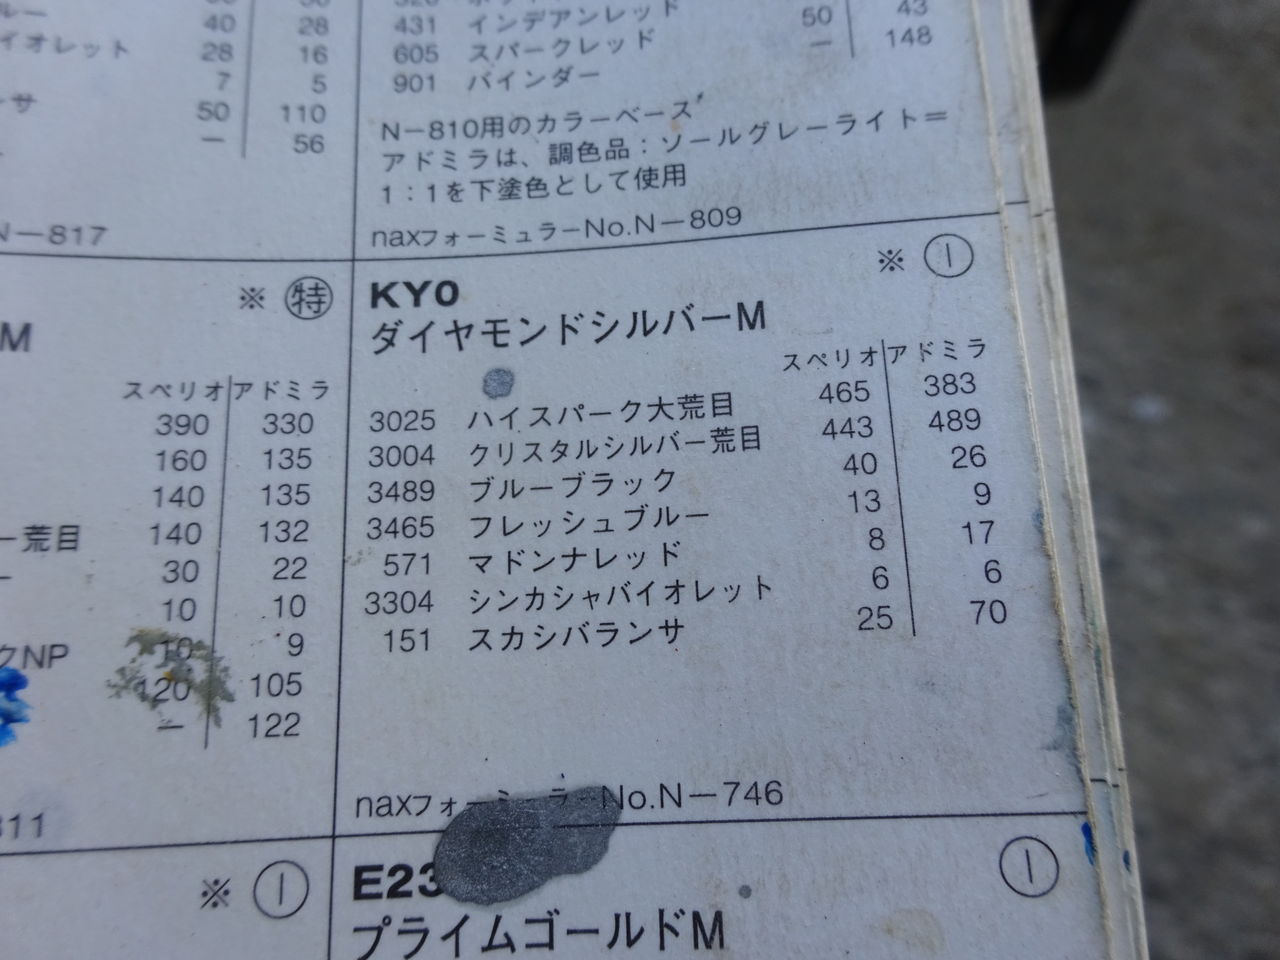 ルー 40 28
イオレット 28 16
7 5
ンサ 50 110
— 56
N−817
431 インデアンレッド 50 43
605 スパークレッド — 148
901 バインダー
N−810用のカラーベース
アドミラは、調色品：ソールグレーライト＝
1：1を下塗色として使用
naxフォーミュラーNo.N−809
※ 特
M
スペリオ アドミラ
390 330
160 135
140 135
ー荒目 140 132
30 22
10 10
クNP 10 9
120 105
— 122
811
※ I
KY0 ※ I
ダイヤモンドシルバーM
スペリオ アドミラ
3025 ハイスパーク大荒目 465 383
3004 クリスタルシルバー荒目 443 489
3489 ブルーブラック 40 26
3465 フレッシュブルー 13 9
571 マドンナレッド 8 17
3304 シンカシャバイオレット 6 6
151 スカシバランサ 25 70
naxフォーミュラーNo.N−746
E23 I
プライムゴールドM